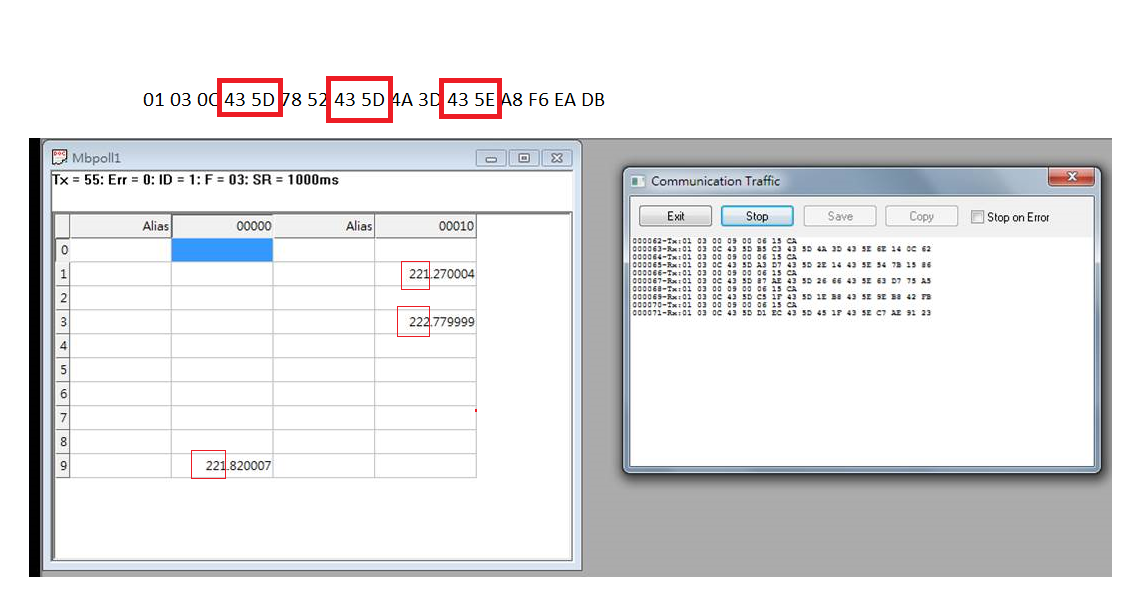 01 03 0C 43 5D 78 52 43 5D 4A 3D 43 5E A8 F6 EA DB
Mbpoll1
Tx = 55: Err = 0: ID = 1: F = 03: SR = 1000ms
Alias 00000 Alias 00010
0
1 221.270004
2
3 222.779999
4
5
6
7
8
9 221.820007
Communication Traffic
Exit Stop Save Copy Stop on Error
000062-Tx:01 03 00 09 00 06 15 CA
000063-Rx:01 03 0C 43 5D B5 C3 43 5D 4A 3D 43 5E 6E 14 0C 62
000064-Tx:01 03 00 09 00 06 15 CA
000065-Rx:01 03 0C 43 5D A3 D7 43 5D 2E 14 43 5E 54 7B 15 86
000066-Tx:01 03 00 09 00 06 15 CA
000067-Rx:01 03 0C 43 5D 87 AE 43 5D 26 66 43 5E 63 D7 75 A5
000068-Tx:01 03 00 09 00 06 15 CA
000069-Rx:01 03 0C 43 5D C5 1F 43 5D 1E B8 43 5E 9E B8 42 FB
000070-Tx:01 03 00 09 00 06 15 CA
000071-Rx:01 03 0C 43 5D D1 EC 43 5D 45 1F 43 5E C7 AE 91 23